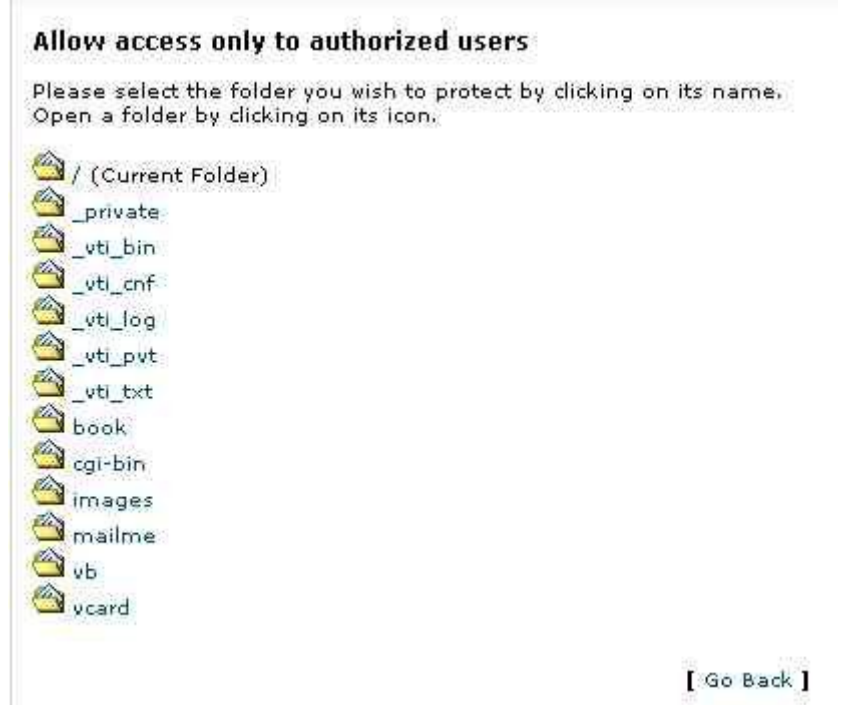 Allow access only to authorized users
Please select the folder you wish to protect by clicking on its name.
Open a folder by clicking on its icon.
/ (Current Folder)
_private
_vti_bin
_vti_cnf
_vti_log
_vti_pvt
_vti_txt
book
cgi-bin
images
mailme
vb
vcard
[ Go Back ]